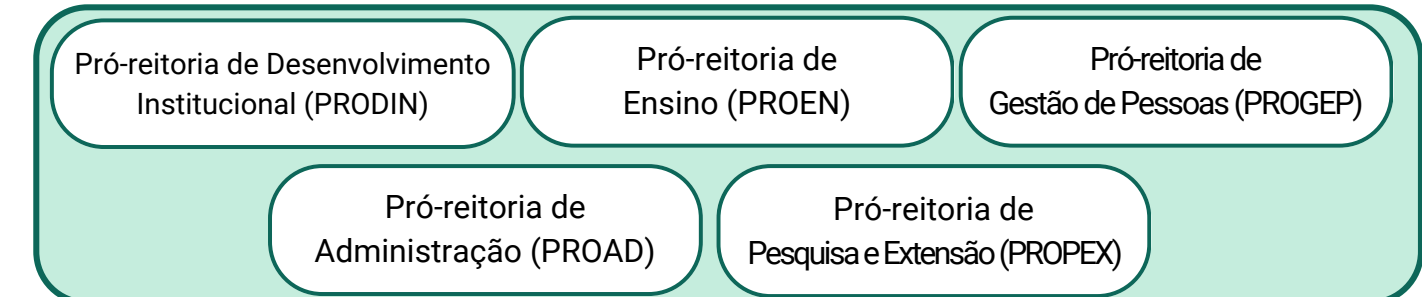 Pró-reitoria de Desenvolvimento
Institucional (PRODIN)
Pró-reitoria de
Ensino (PROEN)
Pró-reitoria de
Gestão de Pessoas (PROGEP)
Pró-reitoria de
Administração (PROAD)
Pró-reitoria de
Pesquisa e Extensão (PROPEX)